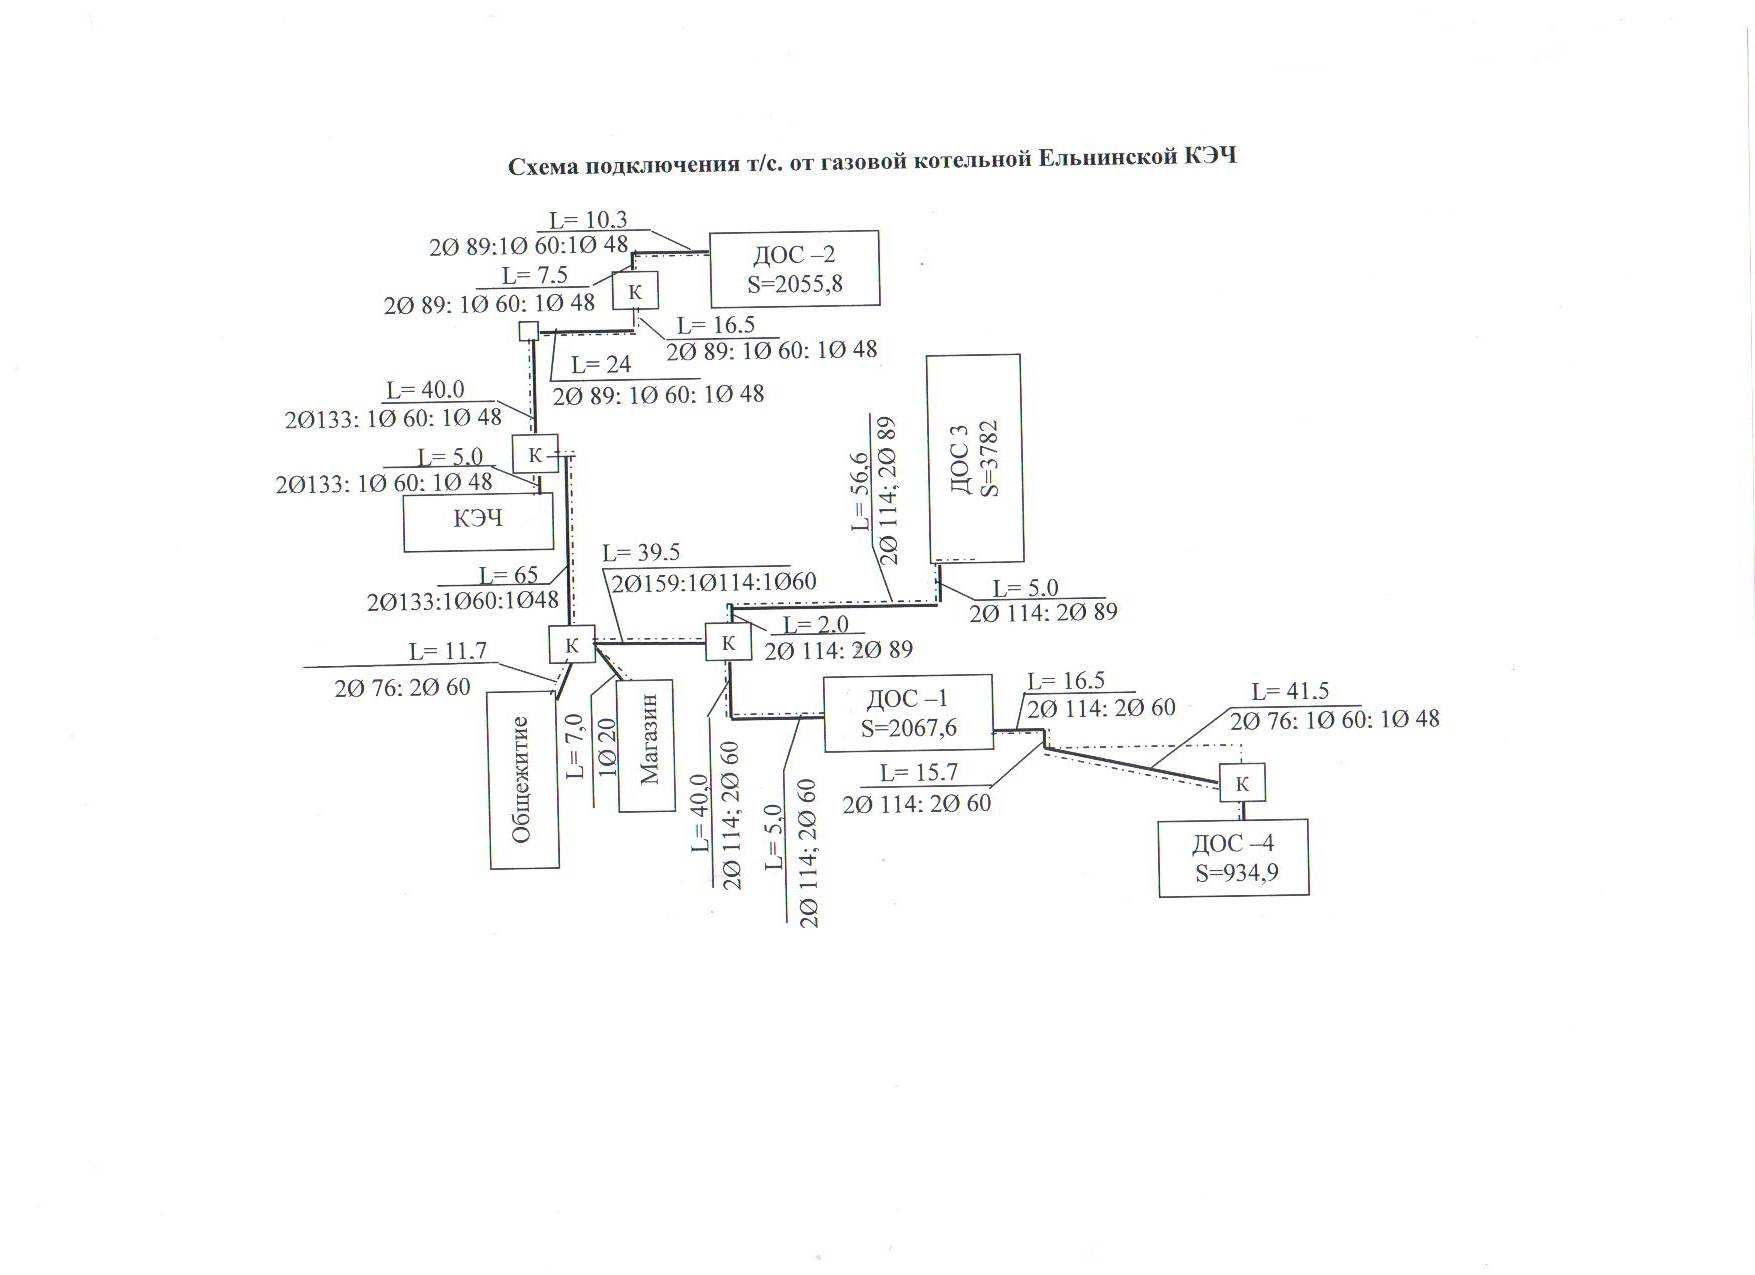 Схема подключения т/с. от газовой котельной Ельнинской КЭЧ
L= 10.3
2Ø 89:1Ø 60:1Ø 48
ДОС –2
S=2055,8
L= 7.5
2Ø 89: 1Ø 60: 1Ø 48
К
L= 16.5
2Ø 89: 1Ø 60: 1Ø 48
L= 24
2Ø 89: 1Ø 60: 1Ø 48
L= 40.0
2Ø133: 1Ø 60: 1Ø 48
К
L= 5.0
2Ø133: 1Ø 60: 1Ø 48
КЭЧ
L= 56,6
2Ø 114; 2Ø 89
ДОС 3
S=3782
L= 39.5
2Ø159:1Ø114:1Ø60
L= 65
2Ø133:1Ø60:1Ø48
L= 5.0
2Ø 114: 2Ø 89
К
К
L= 2.0
2Ø 114: 2Ø 89
L= 11.7
2Ø 76: 2Ø 60
Общежитие
L= 7,0
1Ø 20
Магазин
L= 40,0
2Ø 114; 2Ø 60
L= 5,0
2Ø 114; 2Ø 60
ДОС –1
S=2067,6
L= 16.5
2Ø 114: 2Ø 60
L= 41.5
2Ø 76: 1Ø 60: 1Ø 48
L= 15.7
2Ø 114: 2Ø 60
К
ДОС –4
S=934,9